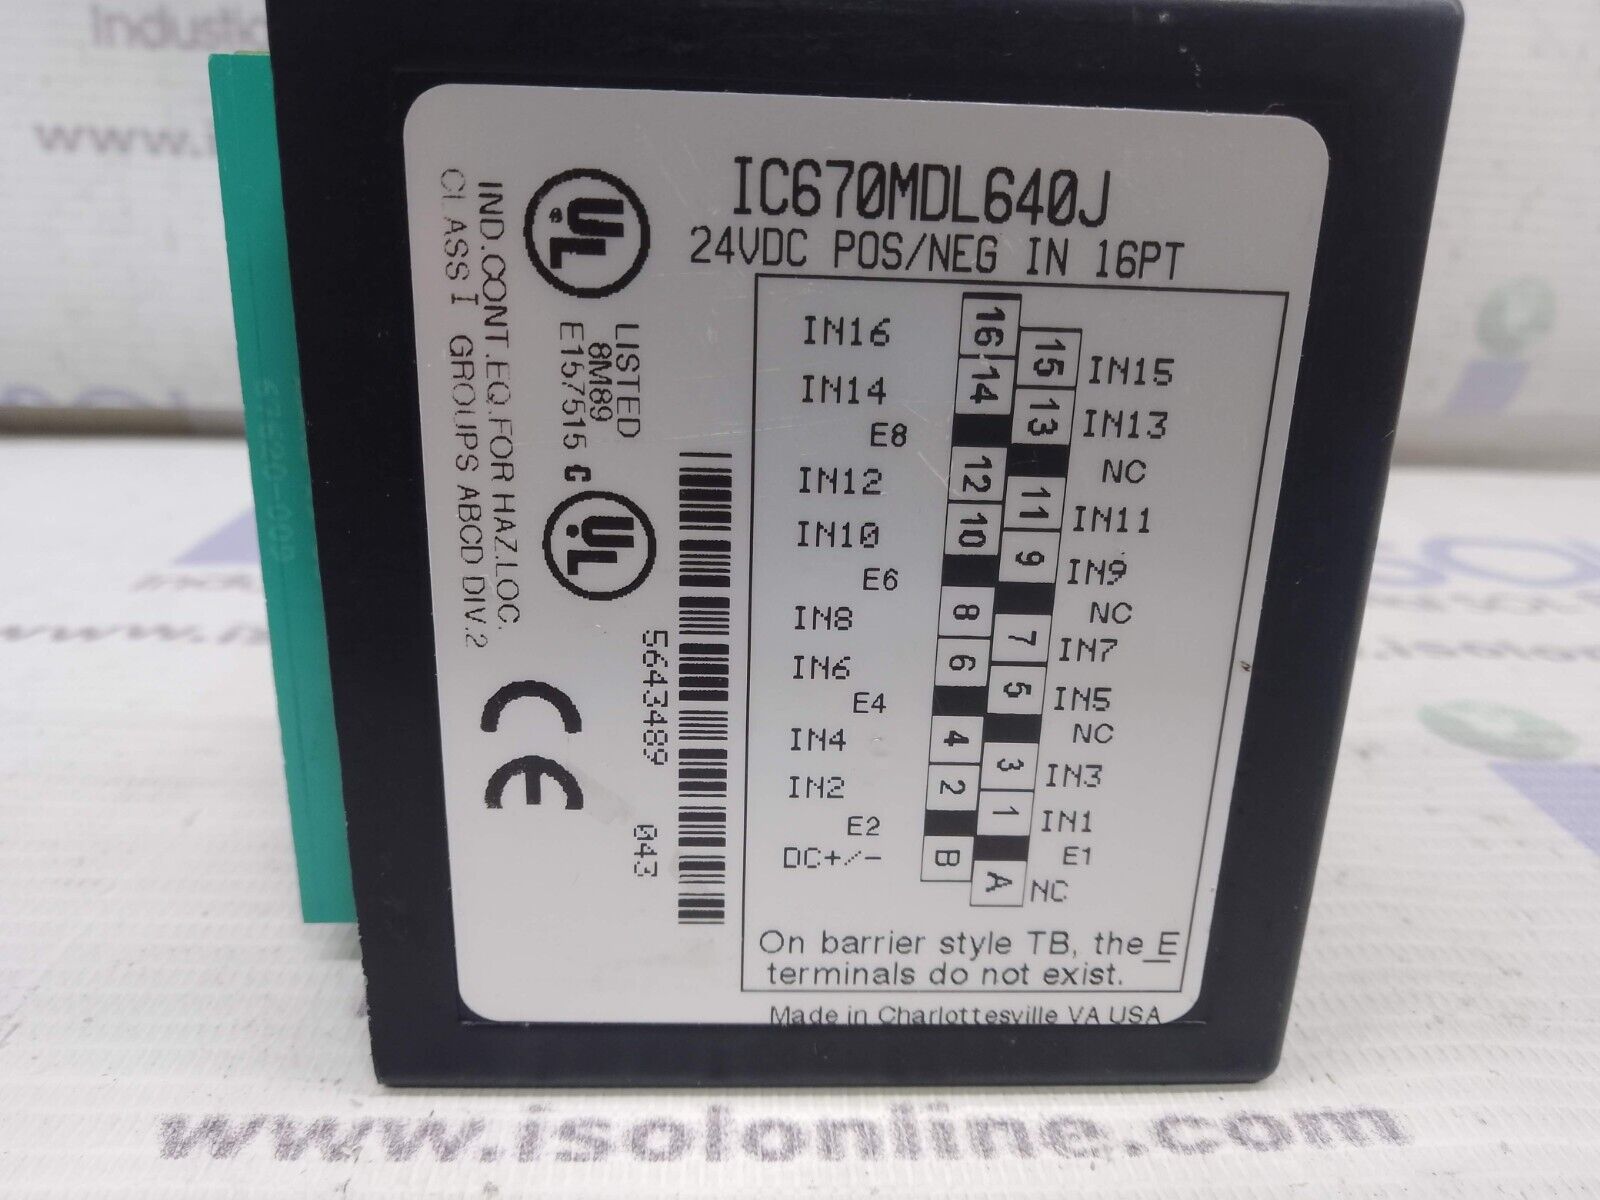 IC670MDL640J
24VDC POS/NEG IN 16PT
IN16 16
15 IN15
IN14 14
13 IN13
E8
NC
IN12 12
11 IN11
IN10 10
9 IN9
E6
NC
IN8 8
7 IN7
IN6 6
5 IN5
E4
NC
IN4 4
3 IN3
IN2 2
1 IN1
E2
E1
DC+/- B
A NC
On barrier style TB, the E
terminals do not exist.
Made in Charlottesville VA USA
UL
®
LISTED
8M89
E157515
C UL
IND.CONT.EQ.FOR HAZ.LOC.
CLASS I GROUPS ABCD DIV.2
CE
5643489 043
www.isolonline.com